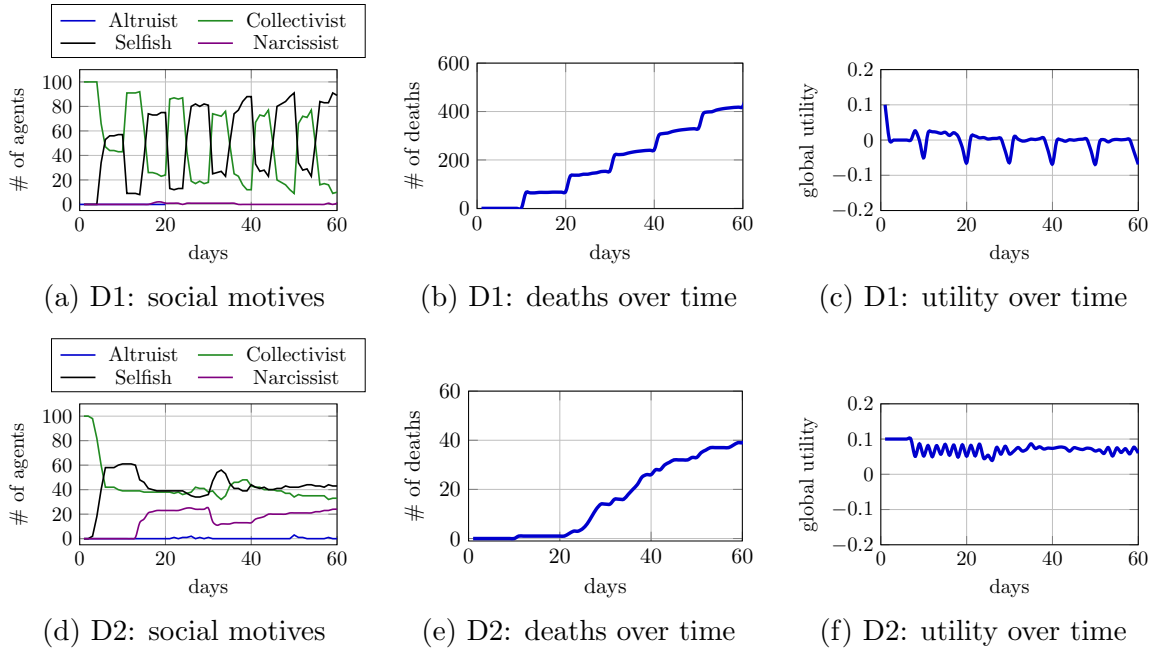 Altruist Collectivist
Selfish Narcissist
100
80
60
40
20
0
0 20 40 60
# of agents
days
(a) D1: social motives
600
400
200
0
0 20 40 60
# of deaths
days
(b) D1: deaths over time
0.2
0.1
0
−0.1
−0.2
0 20 40 60
global utility
days
(c) D1: utility over time
Altruist Collectivist
Selfish Narcissist
100
80
60
40
20
0
0 20 40 60
# of agents
days
(d) D2: social motives
60
40
20
0
0 20 40 60
# of deaths
days
(e) D2: deaths over time
0.2
0.1
0
−0.1
−0.2
0 20 40 60
global utility
days
(f) D2: utility over time